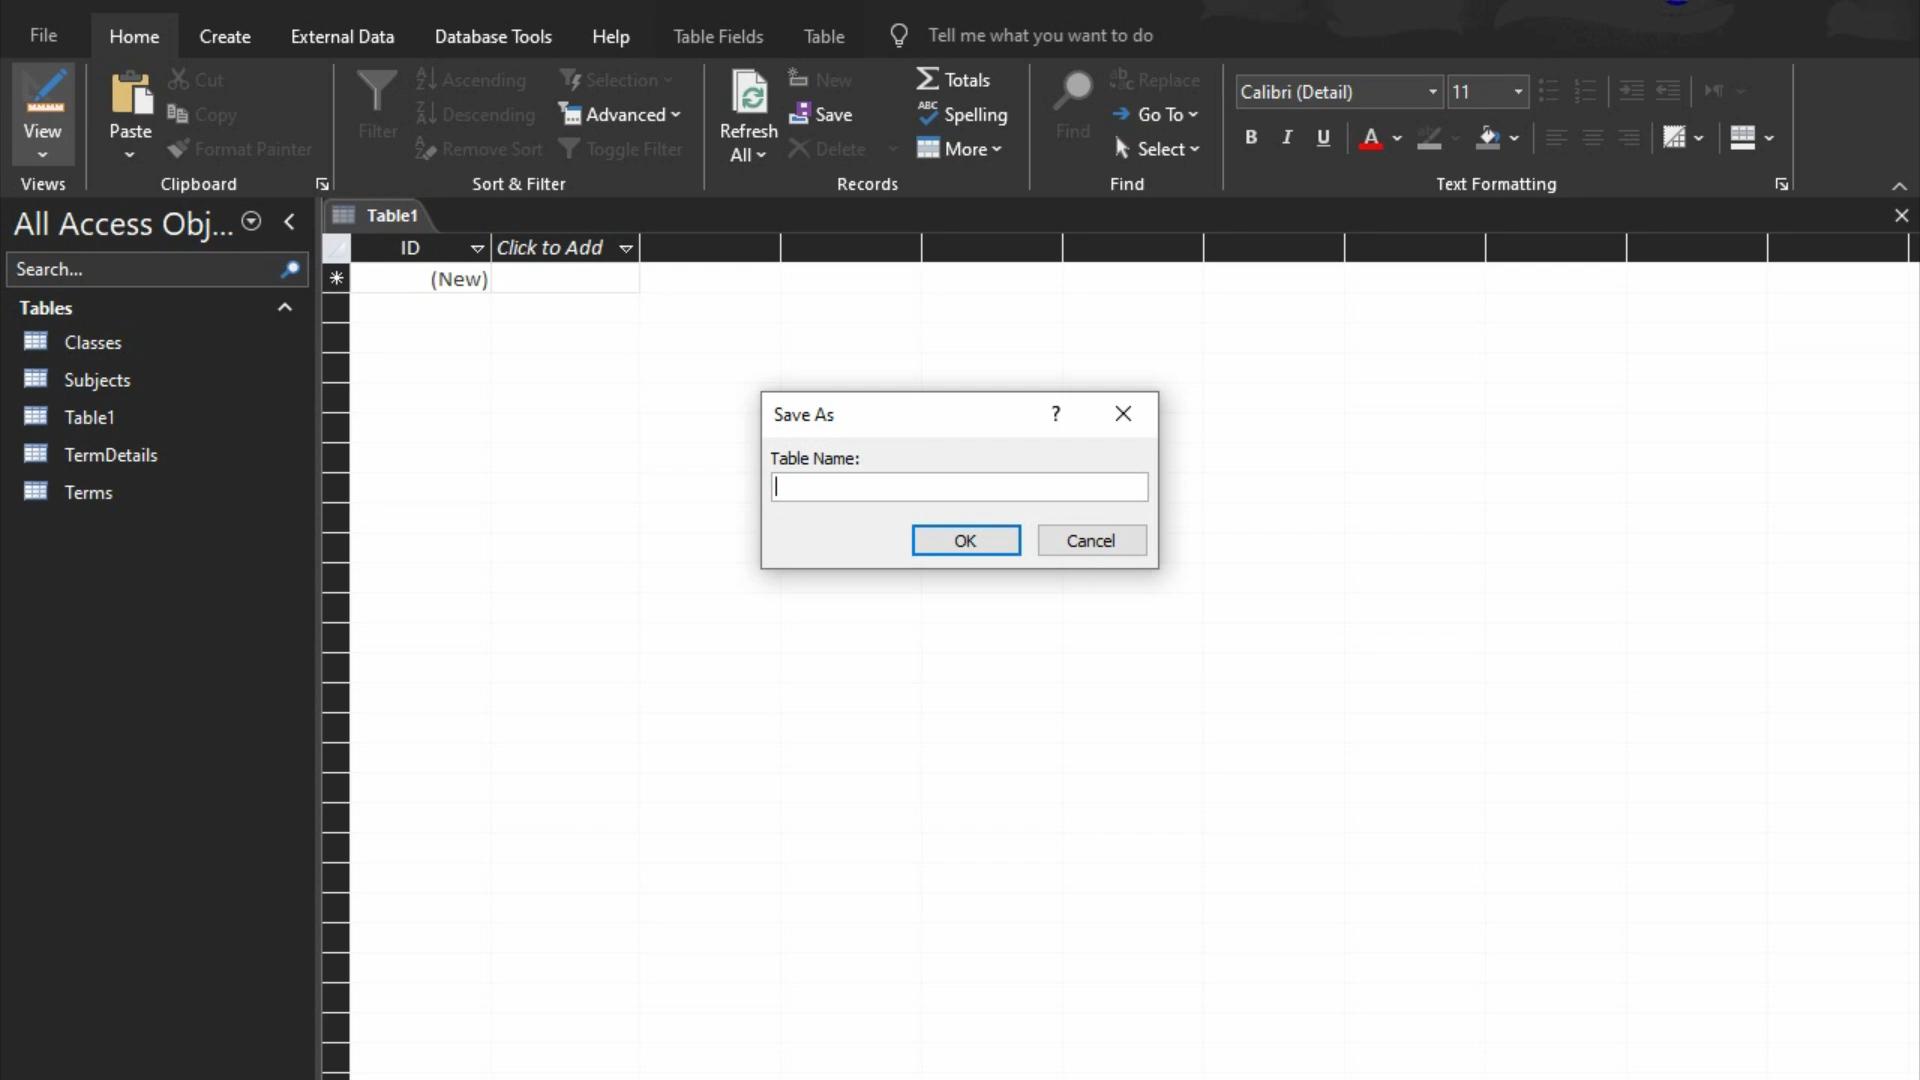 File Home Create External Data Database Tools Help Table Fields Table Tell me what you want to do
View
Views
Paste
Cut
Copy
Format Painter
Clipboard
Filter
Ascending
Descending
Remove Sort
Selection
Advanced
Toggle Filter
Sort & Filter
Refresh
All
New
Save
Delete
Totals
Spelling
More
Records
Find
Replace
Go To
Select
Find
Calibri (Detail) 11
B I U A
Text Formatting
All Access Obj...
Search...
Tables
Classes
Subjects
Table1
TermDetails
Terms
Table1
ID Click to Add
(New)
Save As ?
Table Name:
OK Cancel